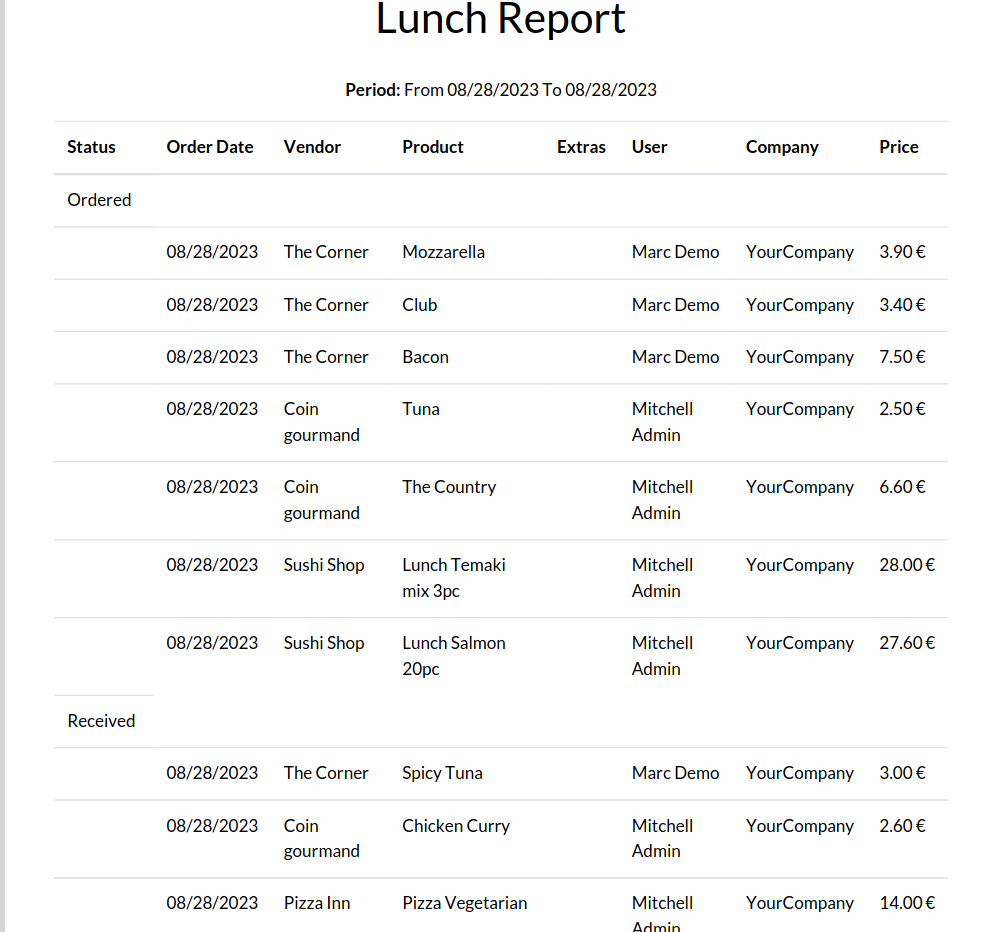 Lunch Report
Period: From 08/28/2023 To 08/28/2023
Status Order Date Vendor Product Extras User Company Price
Ordered
08/28/2023 The Corner Mozzarella Marc Demo YourCompany 3.90 €
08/28/2023 The Corner Club Marc Demo YourCompany 3.40 €
08/28/2023 The Corner Bacon Marc Demo YourCompany 7.50 €
08/28/2023 Coin Tuna Mitchell YourCompany 2.50 €
gourmand Admin
08/28/2023 Coin The Country Mitchell YourCompany 6.60 €
gourmand Admin
08/28/2023 Sushi Shop Lunch Temaki Mitchell YourCompany 28.00 €
mix 3pc Admin
08/28/2023 Sushi Shop Lunch Salmon Mitchell YourCompany 27.60 €
20pc Admin
Received
08/28/2023 The Corner Spicy Tuna Marc Demo YourCompany 3.00 €
08/28/2023 Coin Chicken Curry Mitchell YourCompany 2.60 €
gourmand Admin
08/28/2023 Pizza Inn Pizza Vegetarian Mitchell YourCompany 14.00 €
Admin